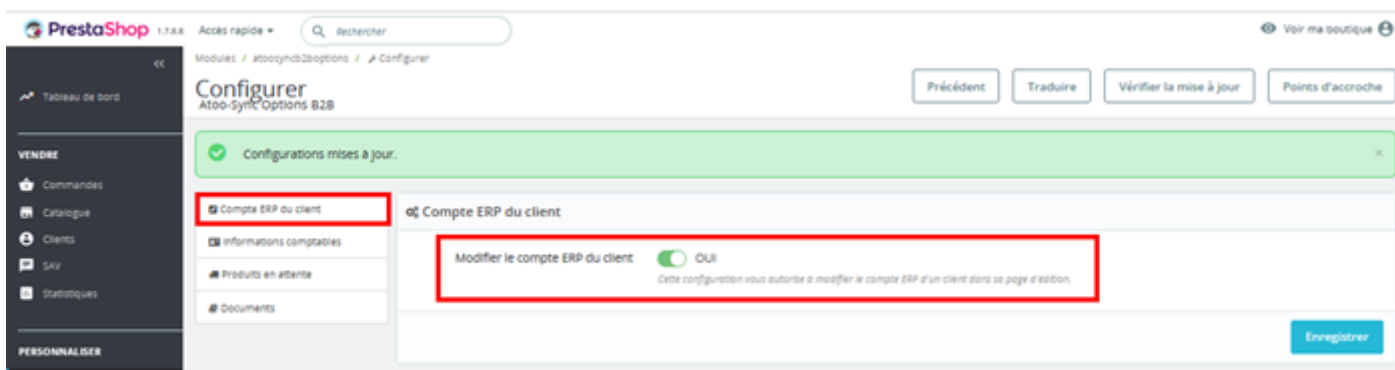 PrestaShop 1.7.8.8 Accès rapide Rechercher Voir ma boutique
Modules / atoosyncb2boptions / Configurer
Configurer
Atoo-Sync Options B2B
Précédent Traduire Vérifier la mise à jour Points d'accroche
Tableau de bord
Configurations mises à jour.
VENDRE
Commandes
Catalogue
Clients
SAV
Statistiques
PERSONNALISER
Compte ERP du client
Informations comptables
Produits en attente
Documents
Compte ERP du client
Modifier le compte ERP du client OUI
Cette configuration vous autorise à modifier le compte ERP d'un client dans sa page d'édition.
Enregistrer